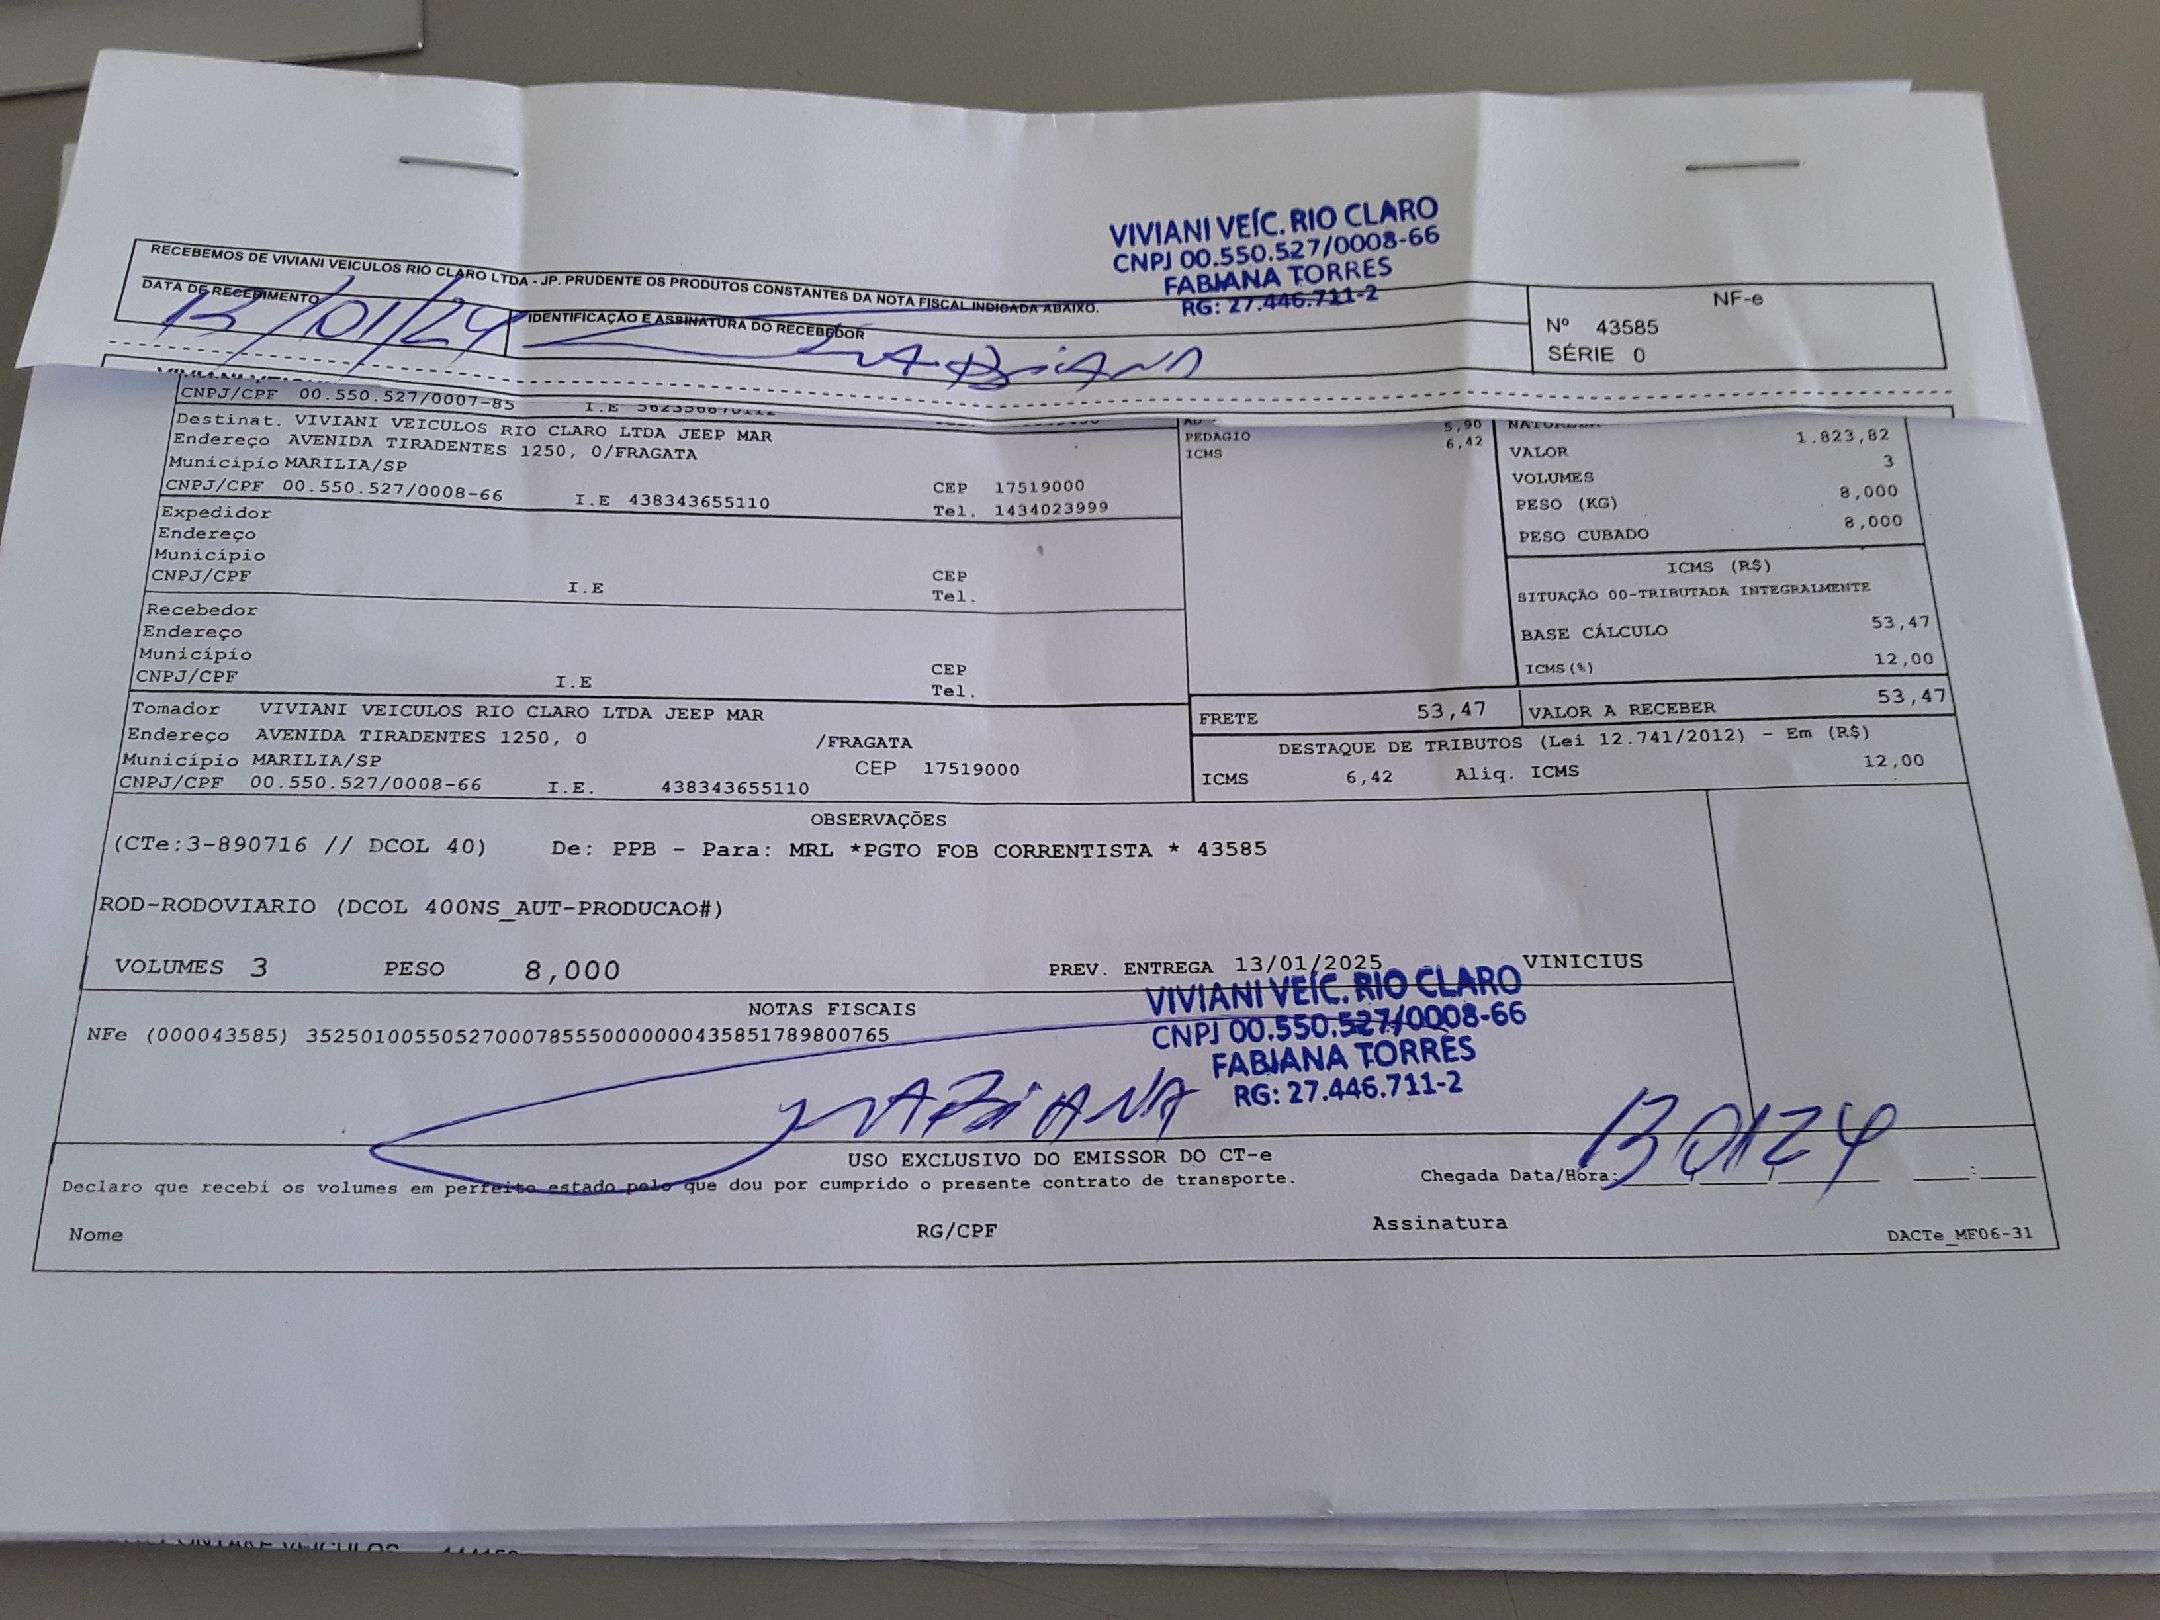 VIVIANI VEÍC. RIO CLARO
CNPJ 00.550.527/0008-66
FABIANA TORRES
RG: 27.446.711-2
RECEBEMOS DE VIVIANI VEICULOS RIO CLARO LTDA - JP. PRUDENTE OS PRODUTOS CONSTANTES DA NOTA FISCAL INDICADA ABAIXO.
NF-e
Nº 43585
SÉRIE 0
DATA DE RECEBIMENTO
13/01/24
IDENTIFICAÇÃO E ASSINATURA DO RECEBEDOR
FABIANA
CNPJ/CPF 00.550.527/0007-85 I.E 562356870112
Destinat. VIVIANI VEICULOS RIO CLARO LTDA JEEP MAR
Endereço AVENIDA TIRADENTES 1250, 0/FRAGATA
Município MARILIA/SP
CEP 17519000
CNPJ/CPF 00.550.527/0008-66 I.E 438343655110 Tel. 1434023999
Expedidor
Endereço
Município
CEP
CNPJ/CPF I.E Tel.
Recebedor
Endereço
Município
CEP
CNPJ/CPF I.E Tel.
Tomador VIVIANI VEICULOS RIO CLARO LTDA JEEP MAR
Endereço AVENIDA TIRADENTES 1250, 0 /FRAGATA
Município MARILIA/SP CEP 17519000
CNPJ/CPF 00.550.527/0008-66 I.E. 438343655110
PEDAGIO 5,90
ICMS 6,42
VALOR 1.823,82
VOLUMES 3
PESO (KG) 8,000
PESO CUBADO 8,000
ICMS (R$)
SITUAÇÃO 00-TRIBUTADA INTEGRALMENTE
BASE CÁLCULO 53,47
ICMS(%) 12,00
FRETE 53,47 VALOR A RECEBER 53,47
DESTAQUE DE TRIBUTOS (Lei 12.741/2012) - Em (R$)
ICMS 6,42 Aliq. ICMS 12,00
OBSERVAÇÕES
(CTe:3-890716 // DCOL 40) De: PPB - Para: MRL *PGTO FOB CORRENTISTA * 43585
ROD-RODOVIARIO (DCOL 400NS_AUT-PRODUCAO#)
VOLUMES 3 PESO 8,000 PREV. ENTREGA 13/01/2025 VINICIUS
NOTAS FISCAIS
NFe (000043585) 35250100550527000785550000000435851789800765
VIVIANI VEÍC. RIO CLARO
CNPJ 00.550.527/0008-66
FABIANA TORRES
RG: 27.446.711-2
FABIANA
13 01 24
USO EXCLUSIVO DO EMISSOR DO CT-e
Declaro que recebi os volumes em perfeito estado pelo que dou por cumprido o presente contrato de transporte. Chegada Data/Hora:
Nome RG/CPF Assinatura DACTe_MF06-31